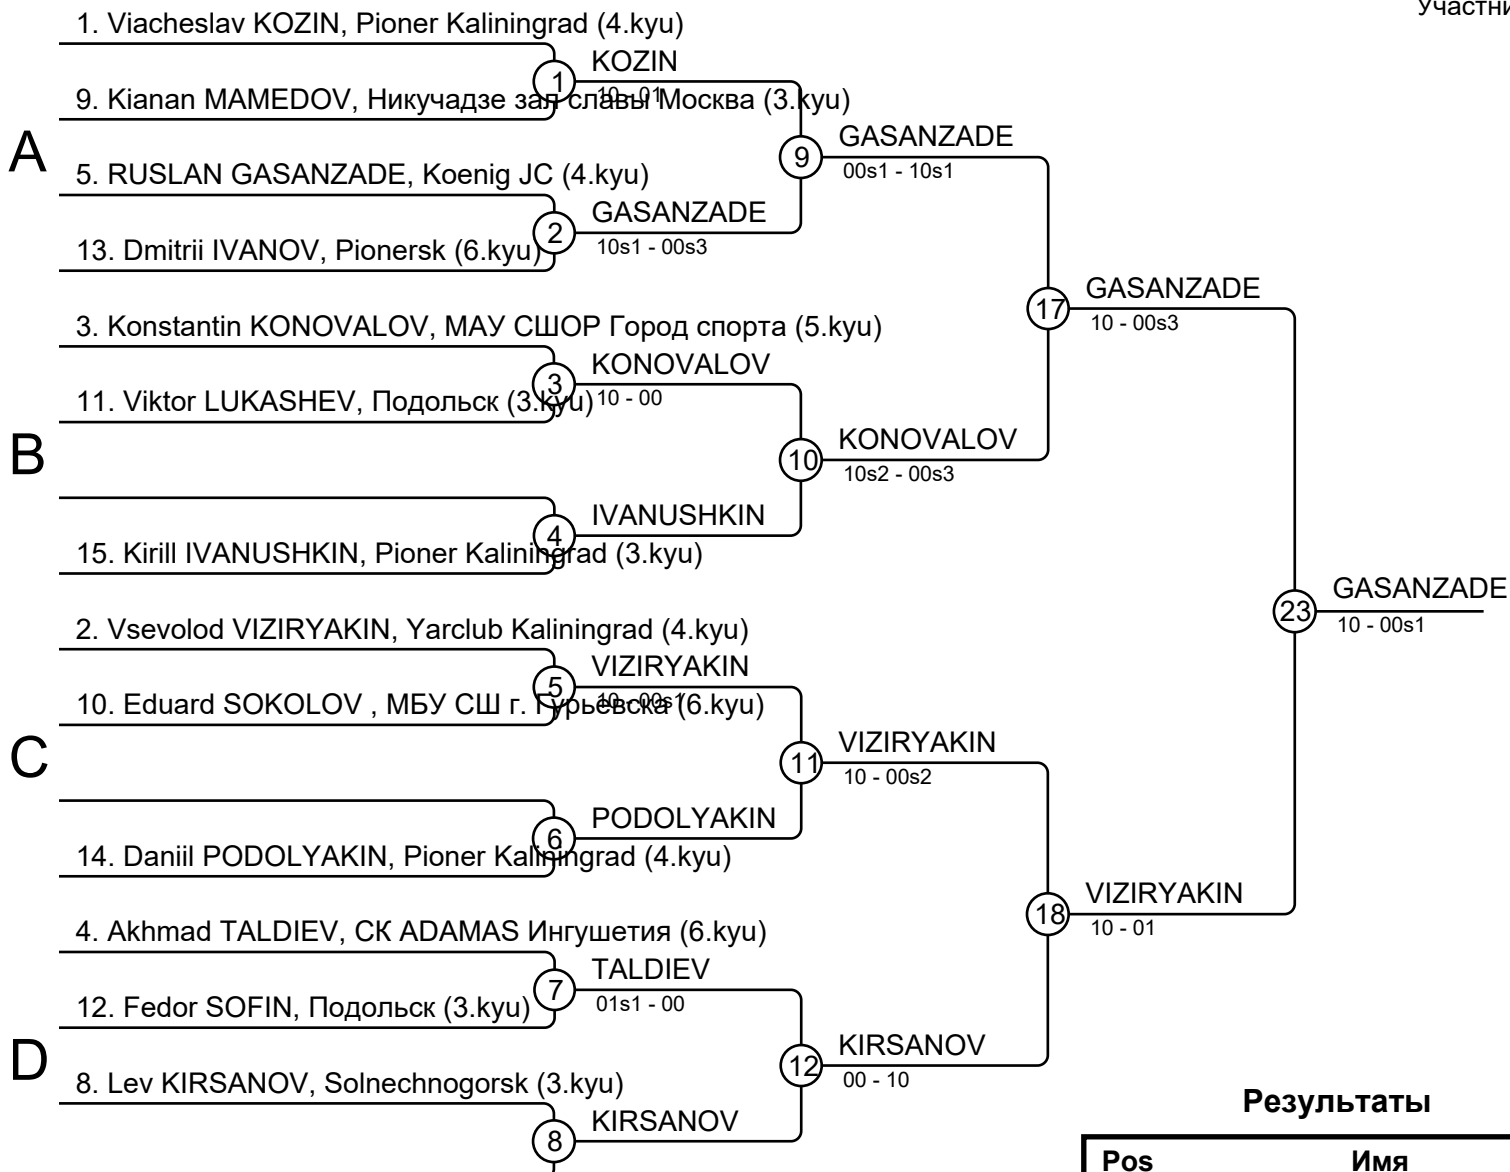 Участни
1. Viacheslav KOZIN, Pioner Kaliningrad (4.kyu)
KOZIN
1
10 - 01
9. Kianan MAMEDOV, Никучадзе зал славы Москва (3.kyu)
A
GASANZADE
9
00s1 - 10s1
5. RUSLAN GASANZADE, Koenig JC (4.kyu)
GASANZADE
2
10s1 - 00s3
13. Dmitrii IVANOV, Pionersk (6.kyu)
GASANZADE
17
10 - 00s3
3. Konstantin KONOVALOV, МАУ СШОР Город спорта (5.kyu)
KONOVALOV
3
10 - 00
11. Viktor LUKASHEV, Подольск (3.kyu)
B
KONOVALOV
10
10s2 - 00s3
IVANUSHKIN
4
15. Kirill IVANUSHKIN, Pioner Kaliningrad (3.kyu)
GASANZADE
23
10 - 00s1
2. Vsevolod VIZIRYAKIN, Yarclub Kaliningrad (4.kyu)
VIZIRYAKIN
5
10 - 00s1
10. Eduard SOKOLOV , МБУ СШ г. Гурьевска (6.kyu)
C
VIZIRYAKIN
11
10 - 00s2
PODOLYAKIN
6
14. Daniil PODOLYAKIN, Pioner Kaliningrad (4.kyu)
VIZIRYAKIN
18
10 - 01
4. Akhmad TALDIEV, СК ADAMAS Ингушетия (6.kyu)
TALDIEV
7
01s1 - 00
12. Fedor SOFIN, Подольск (3.kyu)
D
KIRSANOV
12
00 - 10
8. Lev KIRSANOV, Solnechnogorsk (3.kyu)
KIRSANOV
8
Результаты
Pos Имя